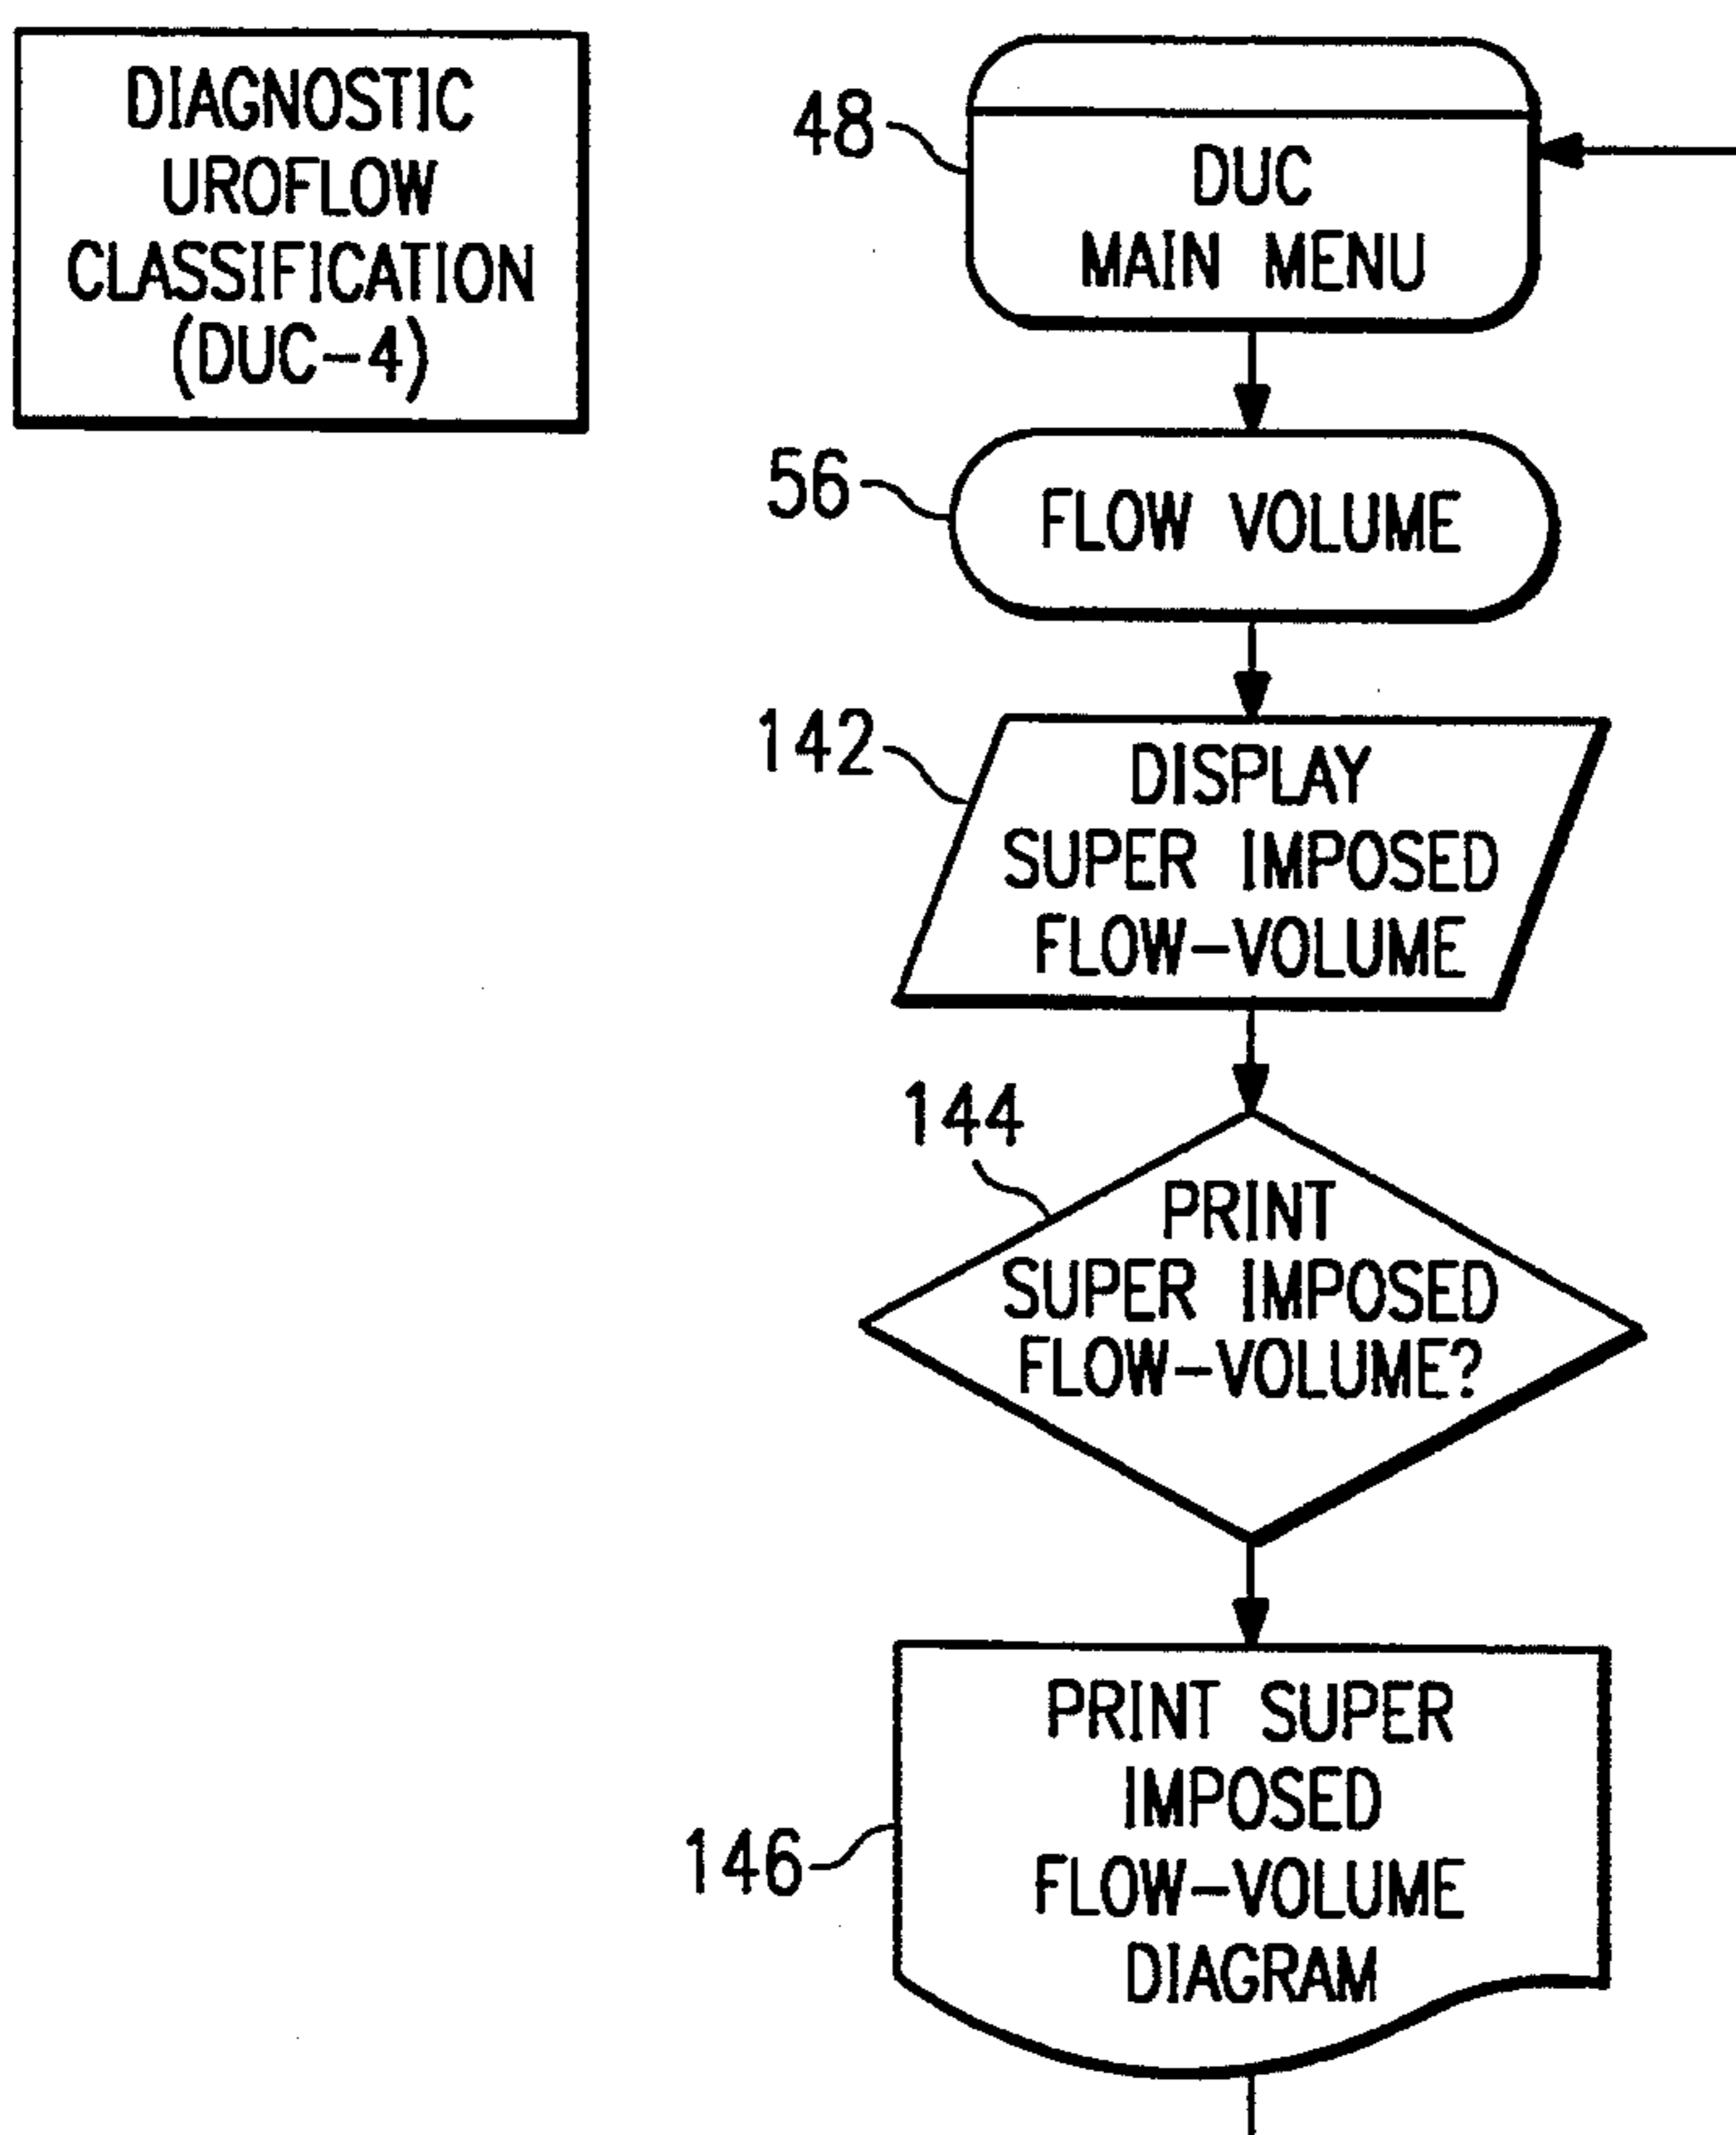 DIAGNOSTIC
UROFLOW
CLASSIFICATION
(DUC-4)
48
DUC
MAIN MENU
56
FLOW VOLUME
142
DISPLAY
SUPER IMPOSED
FLOW-VOLUME
144
PRINT
SUPER IMPOSED
FLOW-VOLUME?
146
PRINT SUPER
IMPOSED
FLOW-VOLUME
DIAGRAM